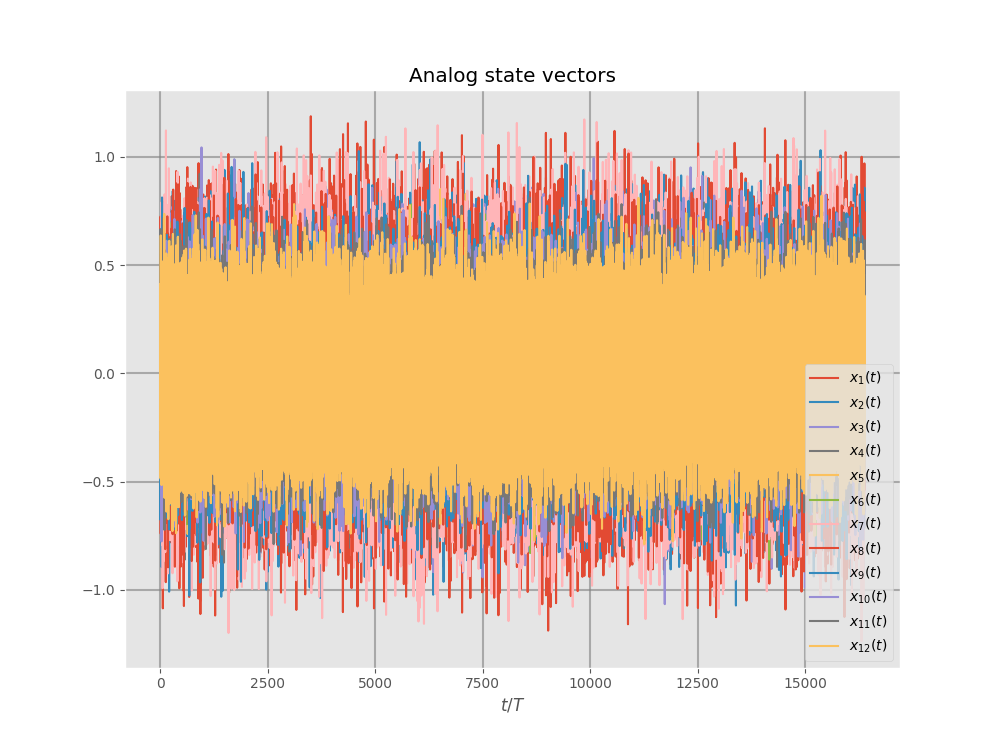 Analog state vectors
1.0
0.5
0.0
−0.5
−1.0
0
2500
5000
7500
10000
12500
15000
t/T
x₁(t)
x₂(t)
x₃(t)
x₄(t)
x₅(t)
x₆(t)
x₇(t)
x₈(t)
x₉(t)
x₁₀(t)
x₁₁(t)
x₁₂(t)